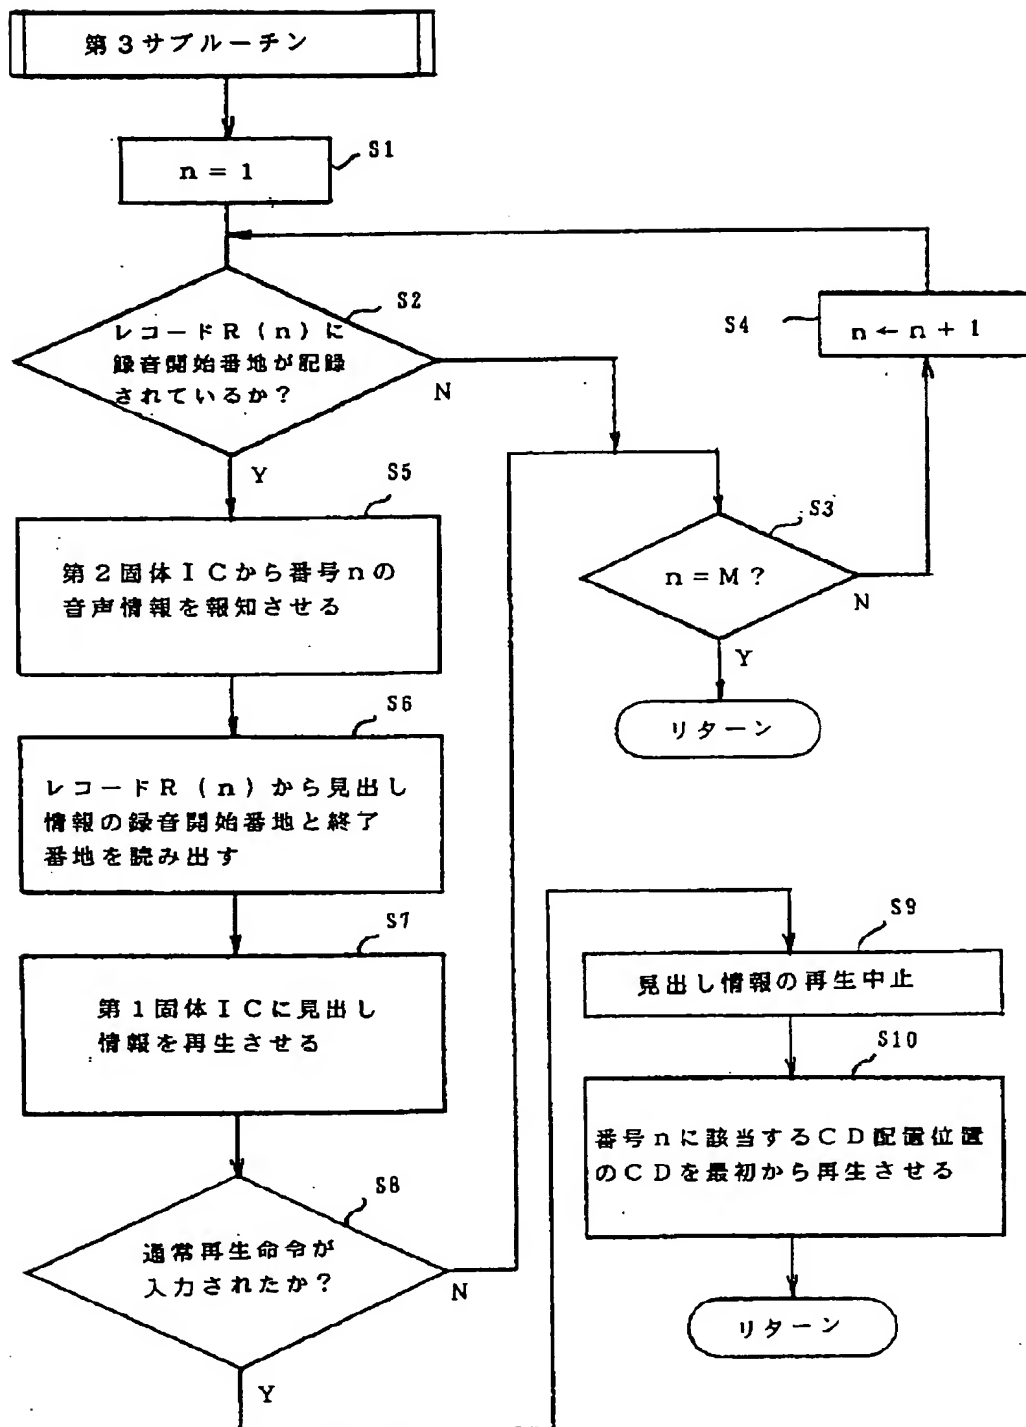 第3サブルーチン
S1
n = 1
S2
レコードR (n) に
録音開始番地が記録
されているか?
N
Y
S4
n ← n + 1
S3
n = M ?
N
Y
リターン
S5
第2固体ICから番号nの
音声情報を報知させる
S6
レコードR (n) から見出し
情報の録音開始番地と終了
番地を読み出す
S7
第1固体ICに見出し
情報を再生させる
S8
通常再生命令が
入力されたか?
N
Y
S9
見出し情報の再生中止
S10
番号nに該当するCD配置位置
のCDを最初から再生させる
リターン